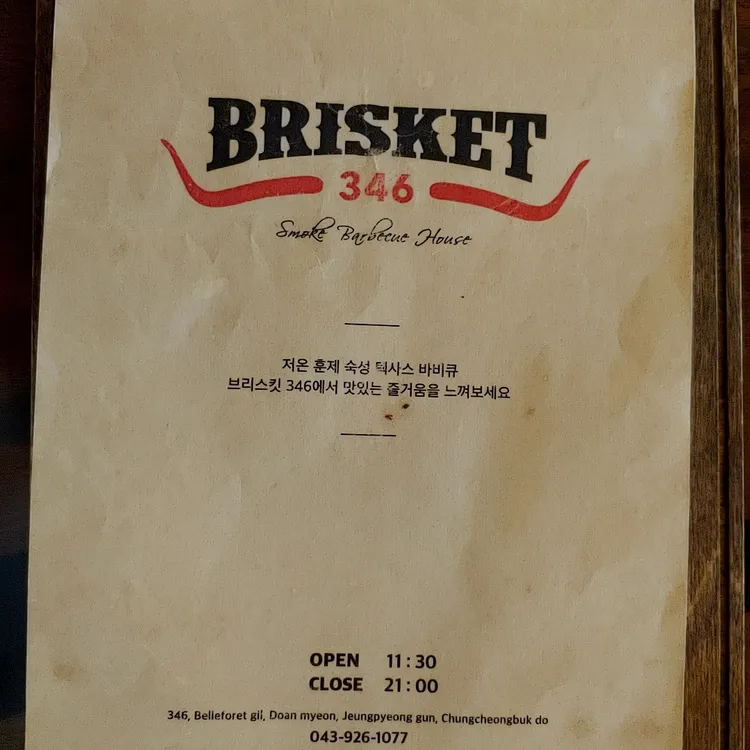 BRISKET
346
Smoke Barbecue House
저온 훈제 숙성 텍사스 바비큐
브리스킷 346에서 맛있는 즐거움을 느껴보세요
OPEN 11:30
CLOSE 21:00
346, Belleforet gil, Doan myeon, Jeungpyeong gun, Chungcheongbuk do
043-926-1077